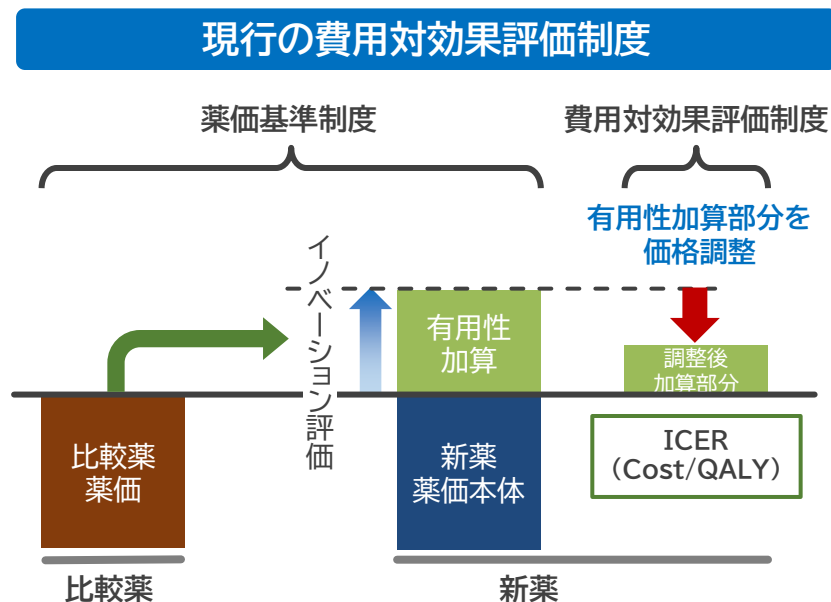 現行の費用対効果評価制度
薬価基準制度
費用対効果評価制度
有用性加算部分を
価格調整
イノベーション評価
有用性
加算
調整後
加算部分
比較薬
薬価
新薬
薬価本体
ICER
(Cost/QALY)
比較薬
新薬